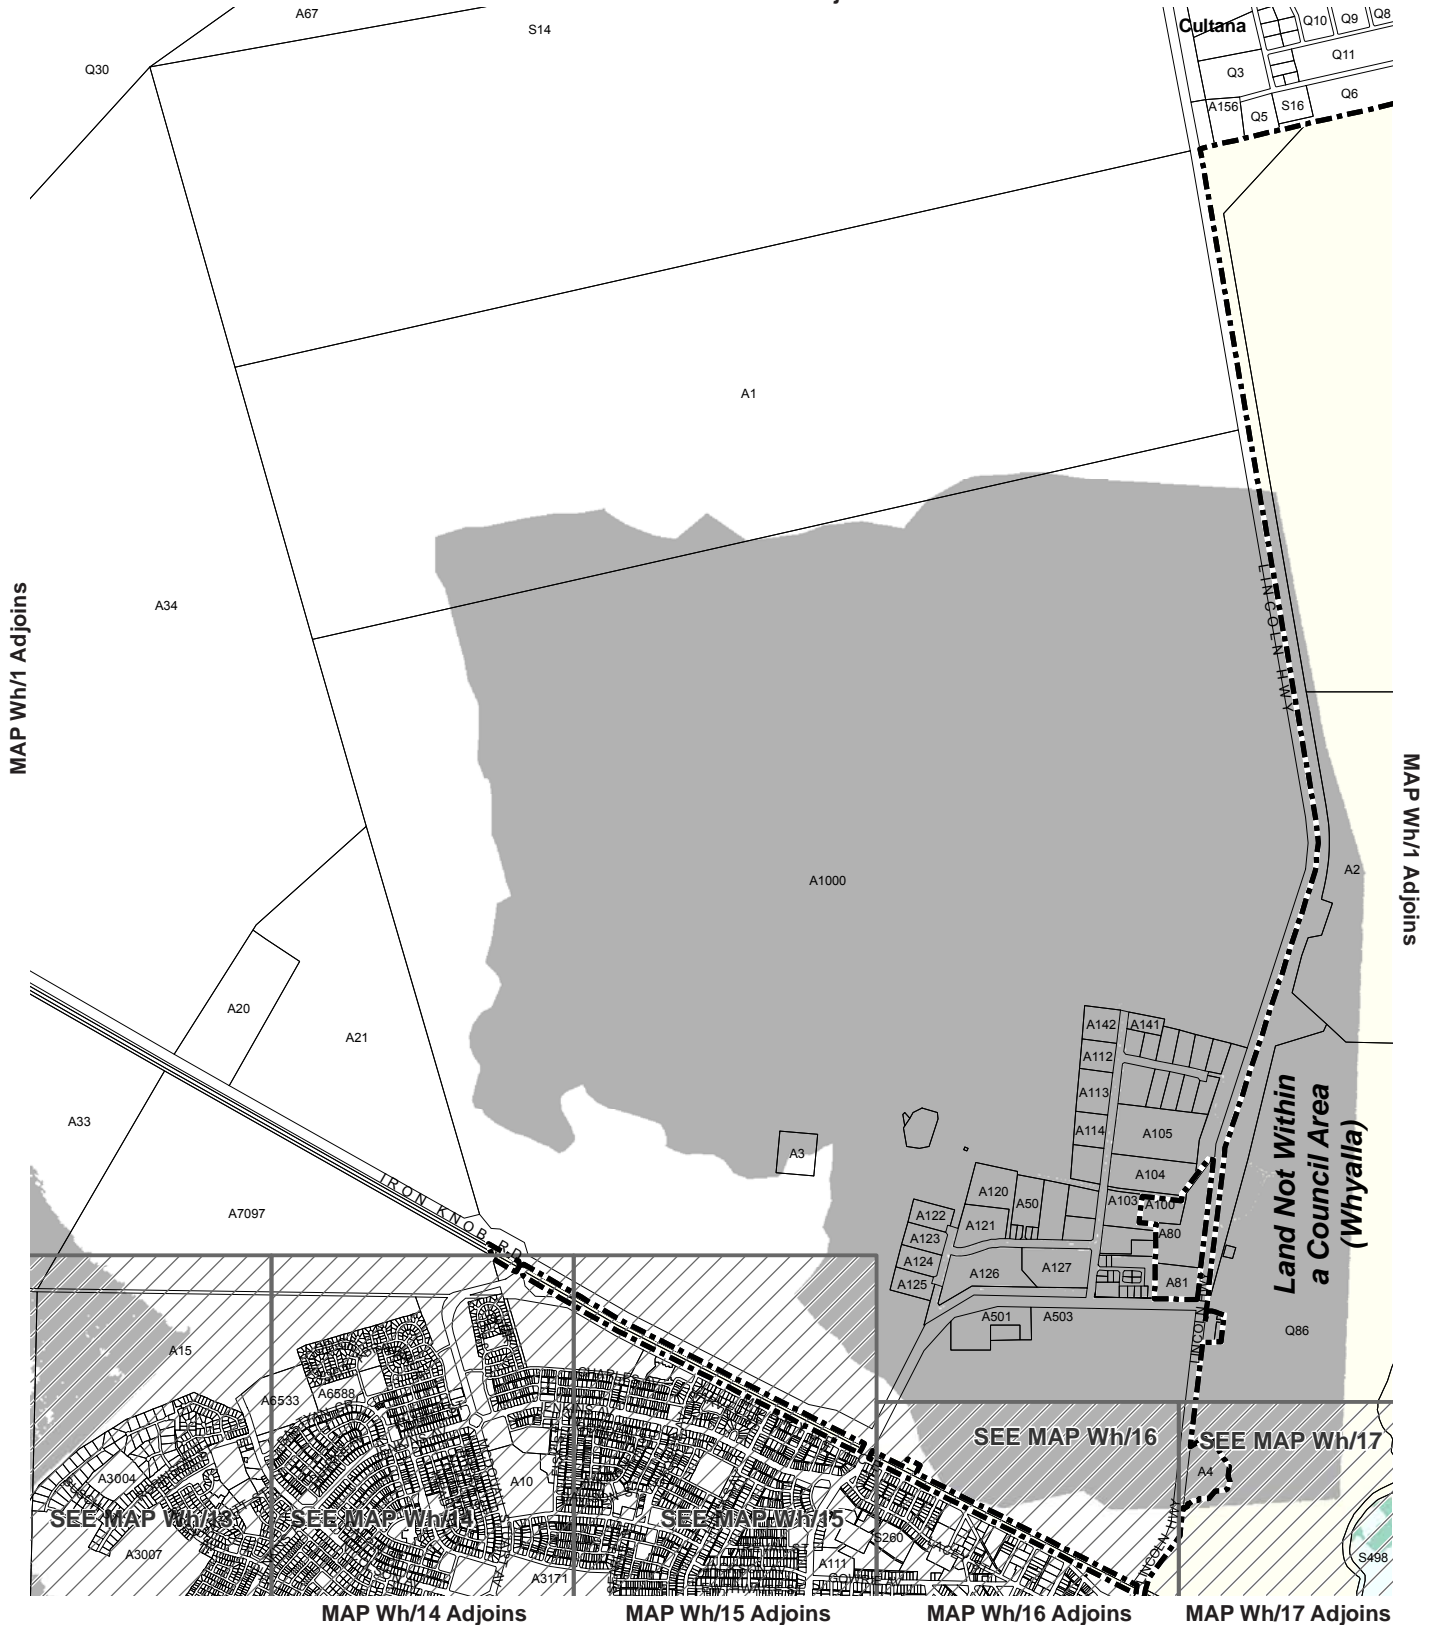 A67
S14
Q30
Cultana
Q10
Q9
Q8
Q3
Q11
A156
Q5
S16
Q6
A1
LINCOLN HWY
A34
MAP Wh/1 Adjoins
MAP Wh/1 Adjoins
A1000
A2
A20
A21
A142
A141
A112
A113
A114
A105
A104
A33
A3
A120
A50
A103
A100
A80
A122
A121
A123
A124
A125
A126
A127
A81
IRON KNOB RD
A7097
Land Not Within
a Council Area
(Whyalla)
A501
A503
Q86
A15
A6533
A6588
A3004
A10
SEE MAP Wh/16
SEE MAP Wh/17
A4
SEE MAP Wh/13
SEE MAP Wh/14
SEE MAP Wh/15
S260
A3007
A3171
A111
S498
MAP Wh/14 Adjoins
MAP Wh/15 Adjoins
MAP Wh/16 Adjoins
MAP Wh/17 Adjoins